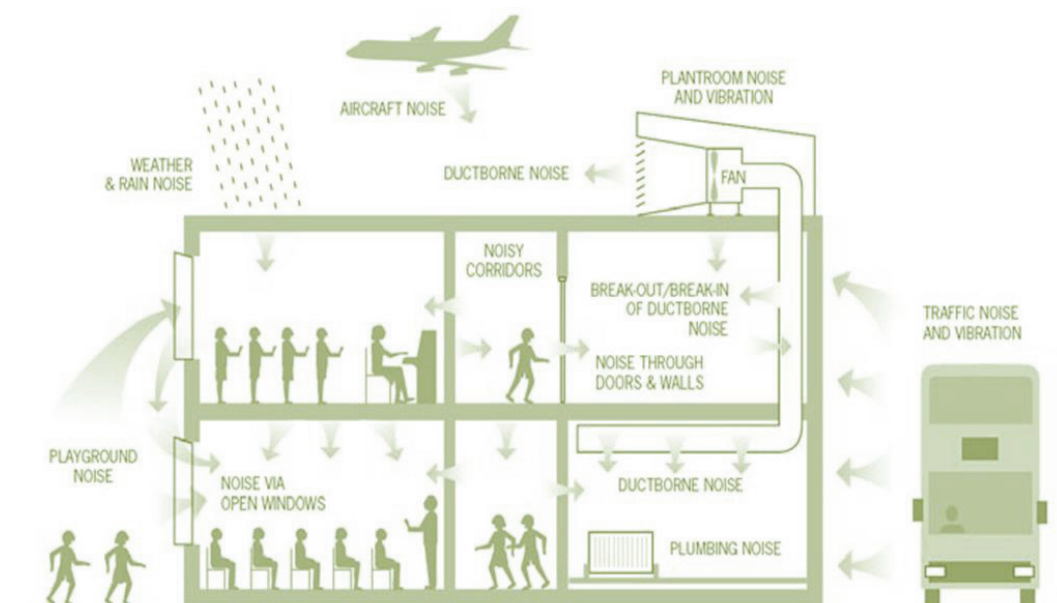 PLANTROOM NOISE
AND VIBRATION
AIRCRAFT NOISE
WEATHER
& RAIN NOISE
DUCTBORNE NOISE
FAN
NOISY
CORRIDORS
BREAK-OUT/BREAK-IN
OF DUCTBORNE
NOISE
TRAFFIC NOISE
AND VIBRATION
NOISE THROUGH
DOORS & WALLS
PLAYGROUND
NOISE
NOISE VIA
OPEN WINDOWS
DUCTBORNE NOISE
PLUMBING NOISE